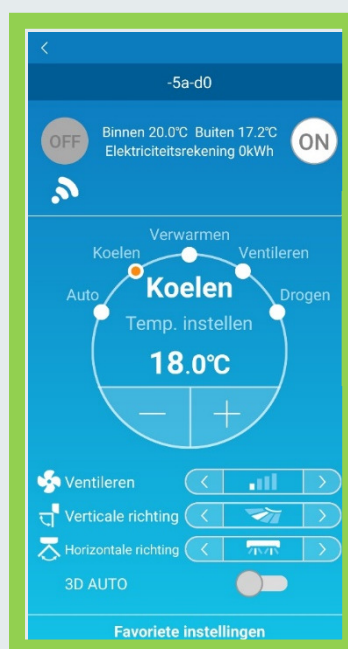 -5a-d0
OFF
Binnen 20.0°C Buiten 17.2°C
Elektriciteitsrekening 0kWh
ON
Verwarmen
Koelen
Ventileren
Auto
Koelen
Drogen
Temp. instellen
18.0°C
Ventileren
Verticale richting
Horizontale richting
3D AUTO
Favoriete instellingen